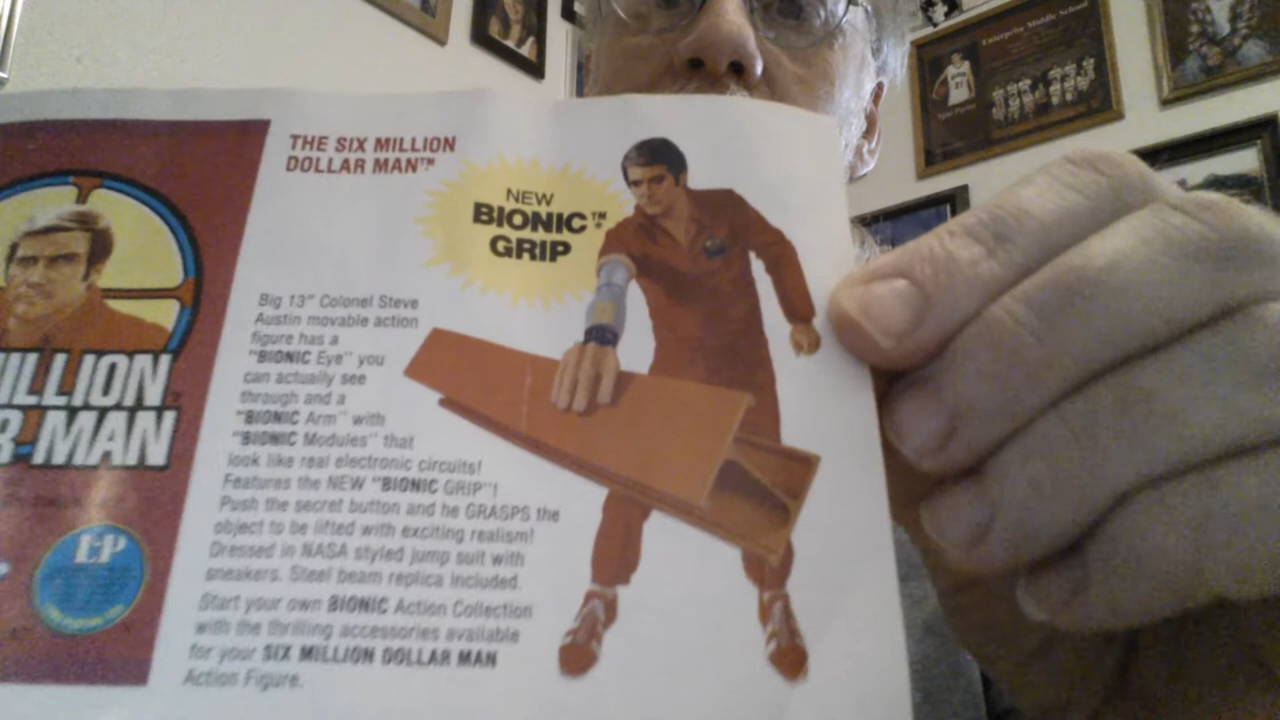 THE SIX MILLION
DOLLAR MAN™
NEW
BIONIC™
GRIP
Big 13" Colonel Steve
Austin movable action
figure has a
"BIONIC Eye" you
can actually see
through and a
"BIONIC Arm" with
"BIONIC Modules" that
look like real electronic circuits!
Features the NEW "BIONIC GRIP"!
Push the secret button and he GRASPS the
object to be lifted with exciting realism!
Dressed in NASA styled jump suit with
sneakers. Steel beam replica included.
Start your own BIONIC Action Collection
with the thrilling accessories available
for your SIX MILLION DOLLAR MAN
Action Figure.
ILLION
R MAN
LP
Enterprise Middle School